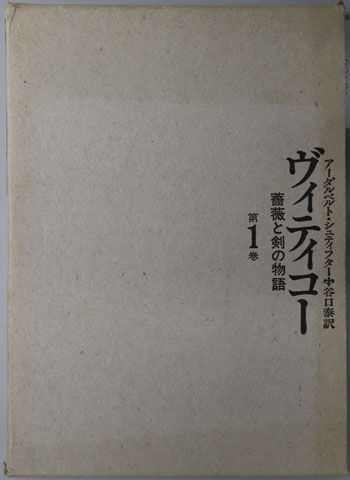 アーダルベルト・シュティフター✥谷口泰訳
ヴィティコー
薔薇と剣の物語
第1巻